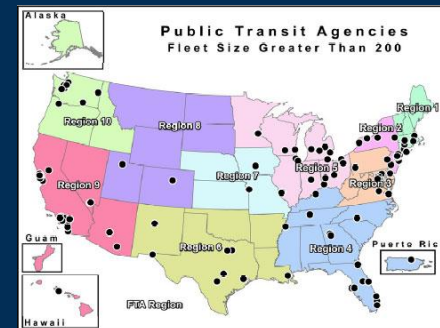 Public Transit Agencies
Fleet Size Greater Than 200
Alaska
Region 1
Region 2
Region 10
Region 8
Region 7
Region 5
Region 3
Region 9
Region 6
Region 4
Puerto Ric
Guam
Hawaii
FTA Region